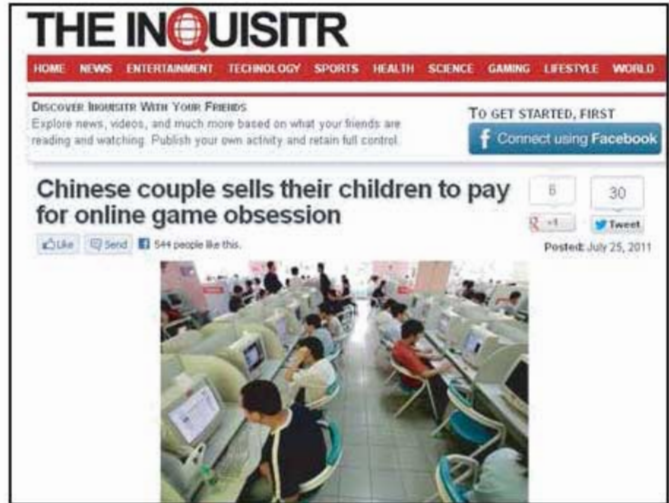 THE INQUISITR
HOME NEWS ENTERTAINMENT TECHNOLOGY SPORTS HEALTH SCIENCE GAMING LIFESTYLE WORLD
DISCOVER INQUISITR WITH YOUR FRIENDS
Explore news, videos, and much more based on what your friends are
reading and watching. Publish your own activity and retain full control.
TO GET STARTED, FIRST
f Connect using Facebook
Chinese couple sells their children to pay
for online game obsession
6
30
g +1
Tweet
Like Send 544 people like this.
Posted: July 25, 2011